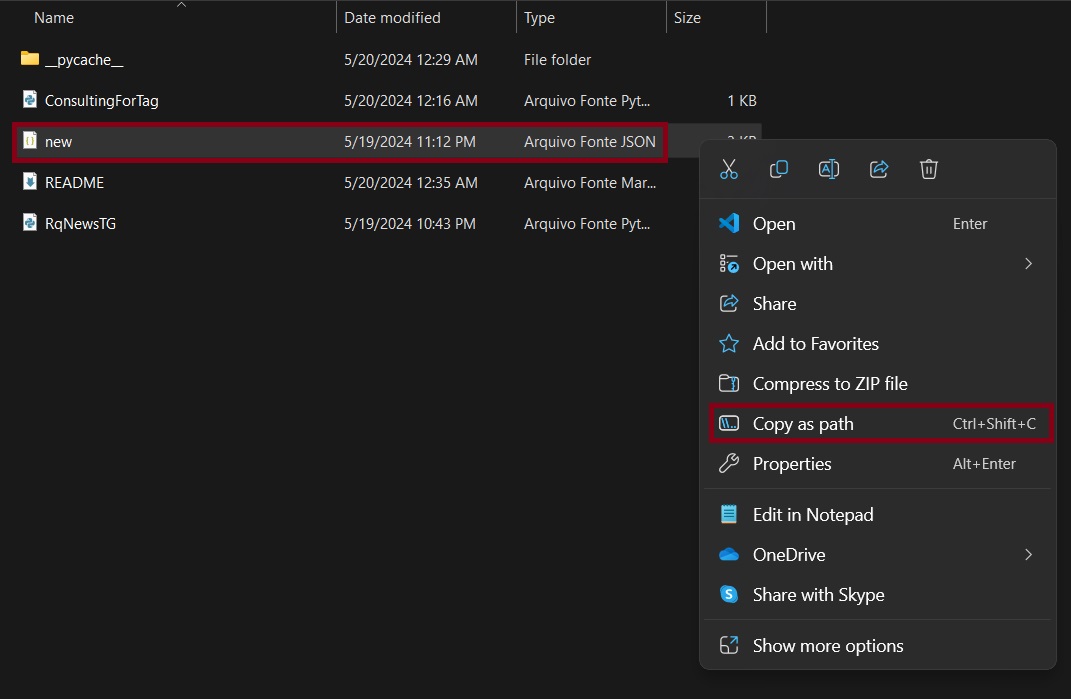 Name Date modified Type Size
__pycache__ 5/20/2024 12:29 AM File folder
ConsultingForTag 5/20/2024 12:16 AM Arquivo Fonte Pyt... 1 KB
new 5/19/2024 11:12 PM Arquivo Fonte JSON
README 5/20/2024 12:35 AM Arquivo Fonte Mar...
RqNewsTG 5/19/2024 10:43 PM Arquivo Fonte Pyt...
Open Enter
Open with
Share
Add to Favorites
Compress to ZIP file
Copy as path Ctrl+Shift+C
Properties Alt+Enter
Edit in Notepad
OneDrive
Share with Skype
Show more options